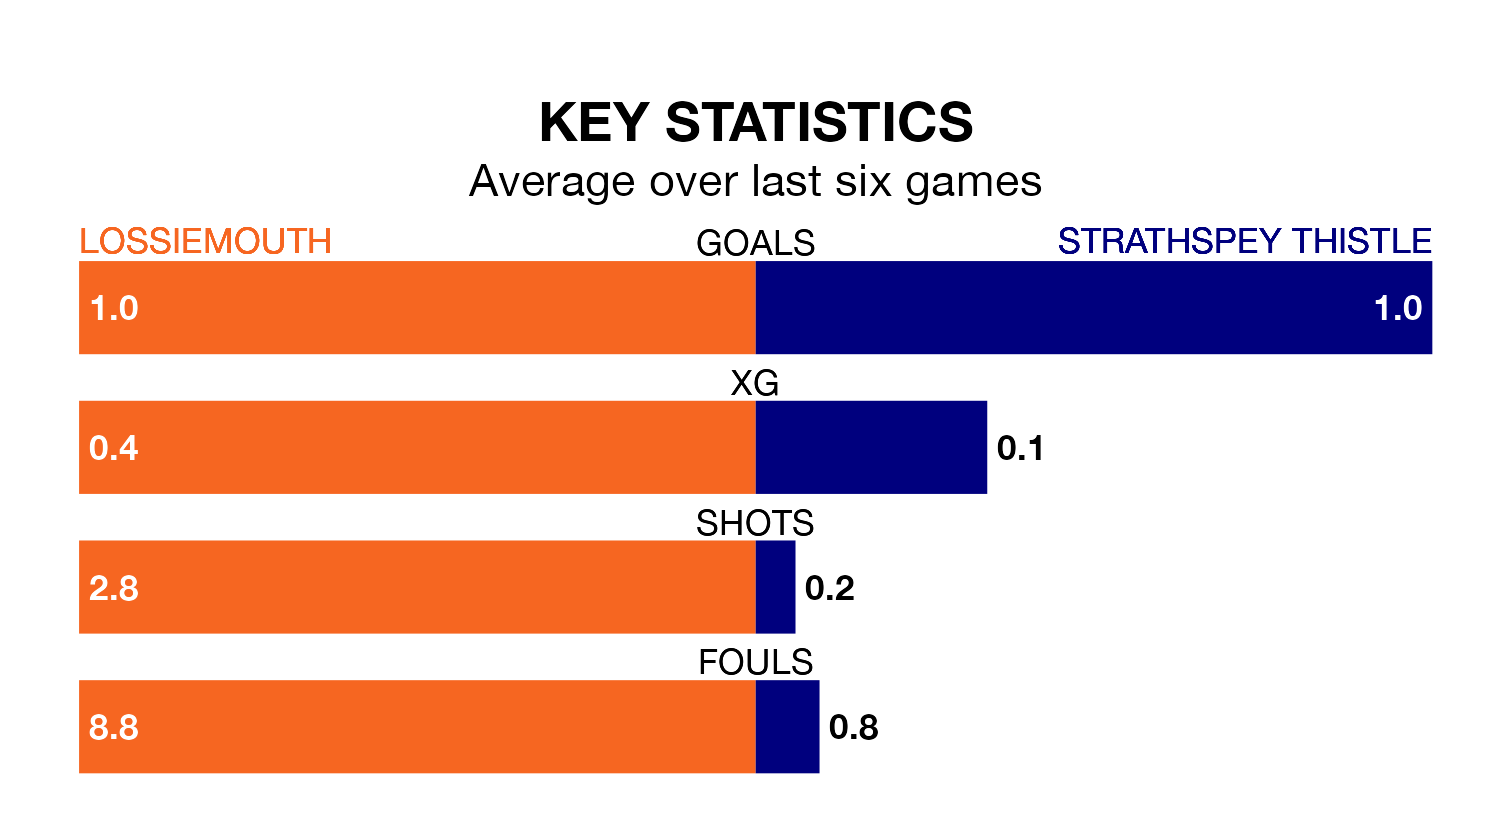 KEY STATISTICS
Average over last six games
LOSSIEMOUTH GOALS STRATHSPEY THISTLE
1.0 1.0
XG
0.4 0.1
SHOTS
2.8 0.2
FOULS
8.8 0.8